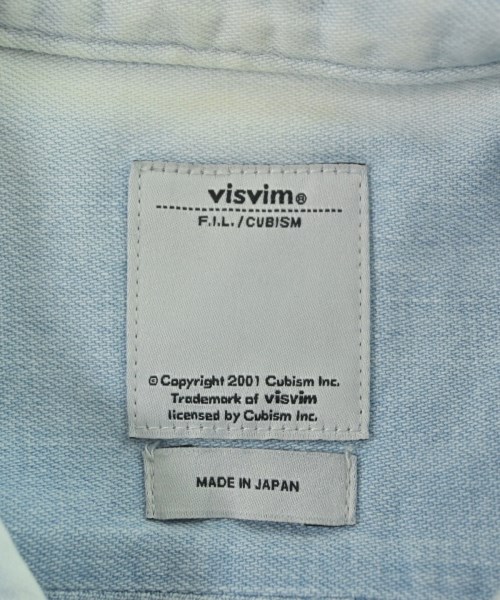 visvim®
F.I.L./CUBISM
© Copyright 2001 Cubism Inc.
Trademark of visvim
licensed by Cubism Inc.
MADE IN JAPAN